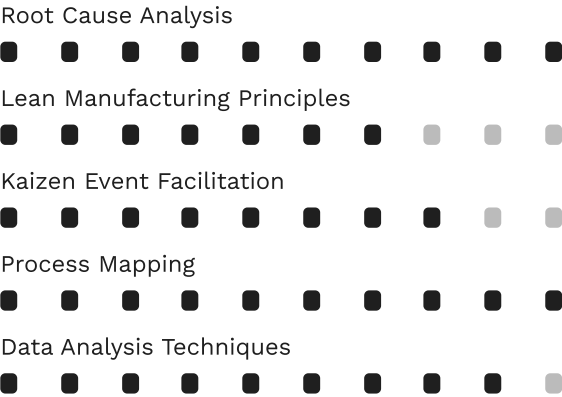 Root Cause Analysis
Lean Manufacturing Principles
Kaizen Event Facilitation
Process Mapping
Data Analysis Techniques